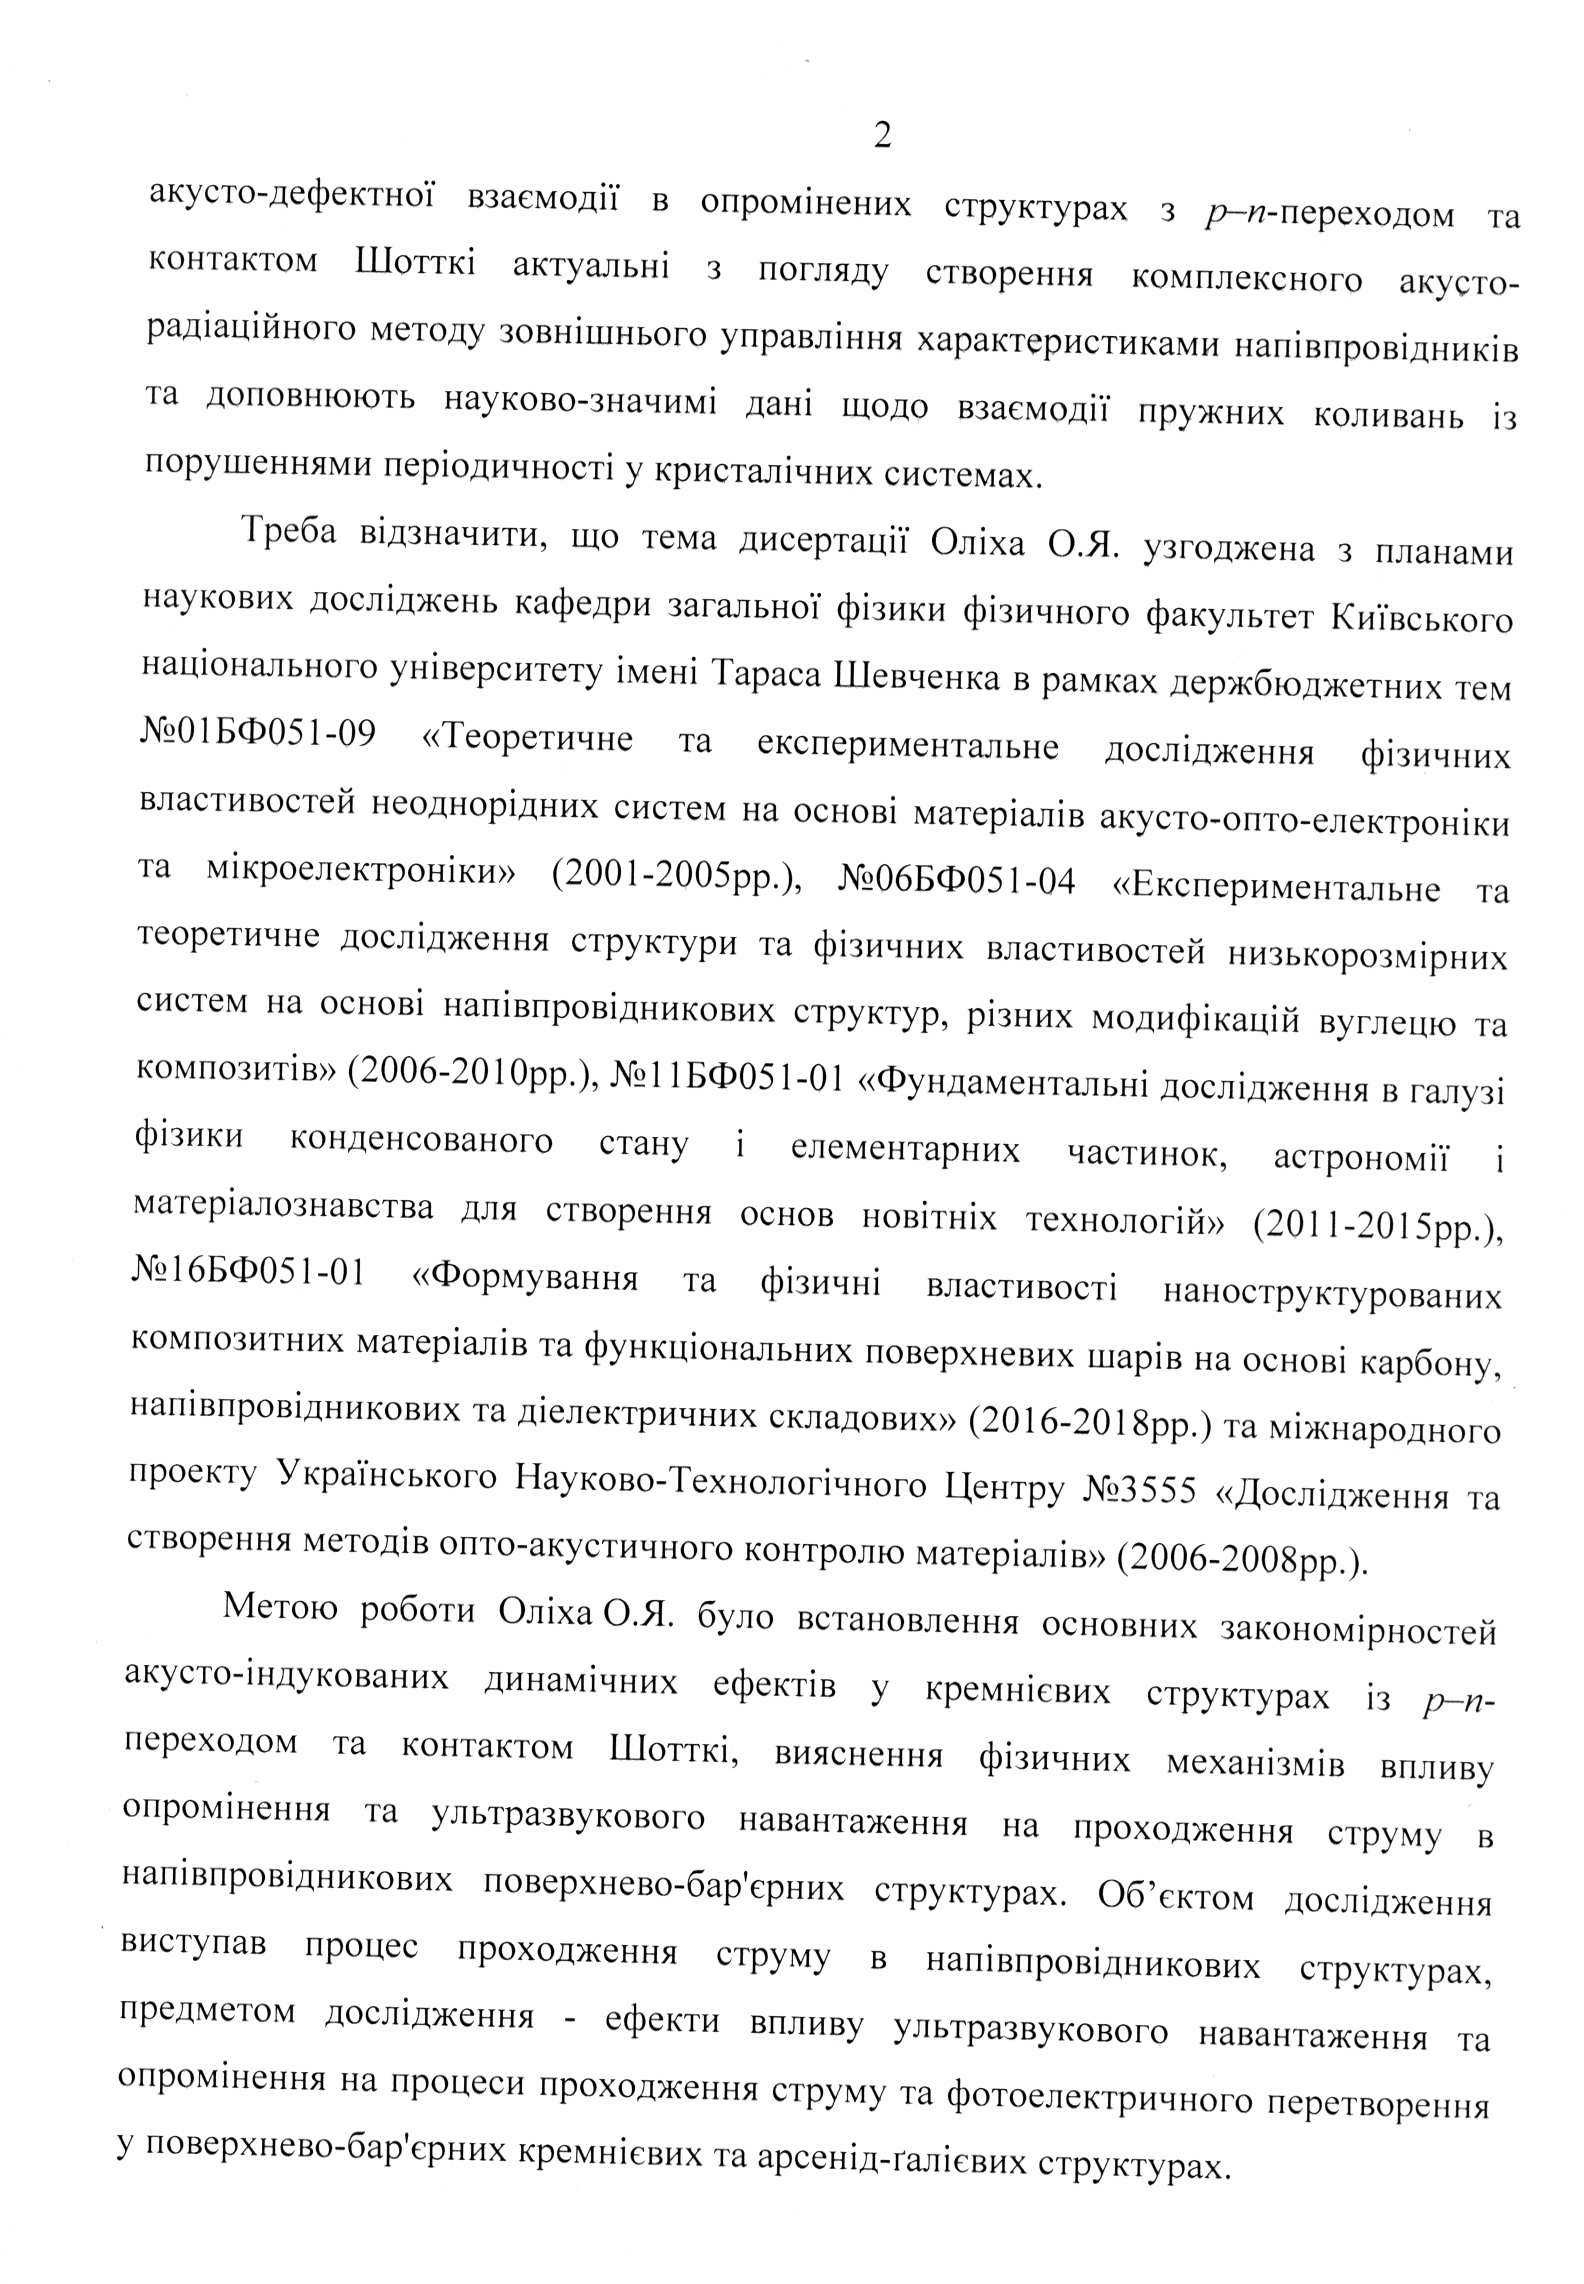 2
акусто-дефектної взаємодії в опромінених структурах з p–n-переходом та
контактом Шотткі актуальні з погляду створення комплексного акусто-
радіаційного методу зовнішнього управління характеристиками напівпровідників
та доповнюють науково-значимі дані щодо взаємодії пружних коливань із
порушеннями періодичності у кристалічних системах.
Треба відзначити, що тема дисертації Оліха О.Я. узгоджена з планами
наукових досліджень кафедри загальної фізики фізичного факультет Київського
національного університету імені Тараса Шевченка в рамках держбюджетних тем
№01БФ051-09 «Теоретичне та експериментальне дослідження фізичних
властивостей неоднорідних систем на основі матеріалів акусто-опто-електроніки
та мікроелектроніки» (2001-2005рр.), №06БФ051-04 «Експериментальне та
теоретичне дослідження структури та фізичних властивостей низькорозмірних
систем на основі напівпровідникових структур, різних модифікацій вуглецю та
композитів» (2006-2010рр.), №11БФ051-01 «Фундаментальні дослідження в галузі
фізики конденсованого стану і елементарних частинок, астрономії і
матеріалознавства для створення основ новітніх технологій» (2011-2015рр.),
№16БФ051-01 «Формування та фізичні властивості наноструктурованих
композитних матеріалів та функціональних поверхневих шарів на основі карбону,
напівпровідникових та діелектричних складових» (2016-2018рр.) та міжнародного
проекту Українського Науково-Технологічного Центру №3555 «Дослідження та
створення методів опто-акустичного контролю матеріалів» (2006-2008рр.).
Метою роботи Оліха О.Я. було встановлення основних закономірностей
акусто-індукованих динамічних ефектів у кремнієвих структурах із p–n-
переходом та контактом Шотткі, вияснення фізичних механізмів впливу
опромінення та ультразвукового навантаження на проходження струму в
напівпровідникових поверхнево-бар'єрних структурах. Об’єктом дослідження
виступав процес проходження струму в напівпровідникових структурах,
предметом дослідження - ефекти впливу ультразвукового навантаження та
опромінення на процеси проходження струму та фотоелектричного перетворення
у поверхнево-бар'єрних кремнієвих та арсенід-ґалієвих структурах.